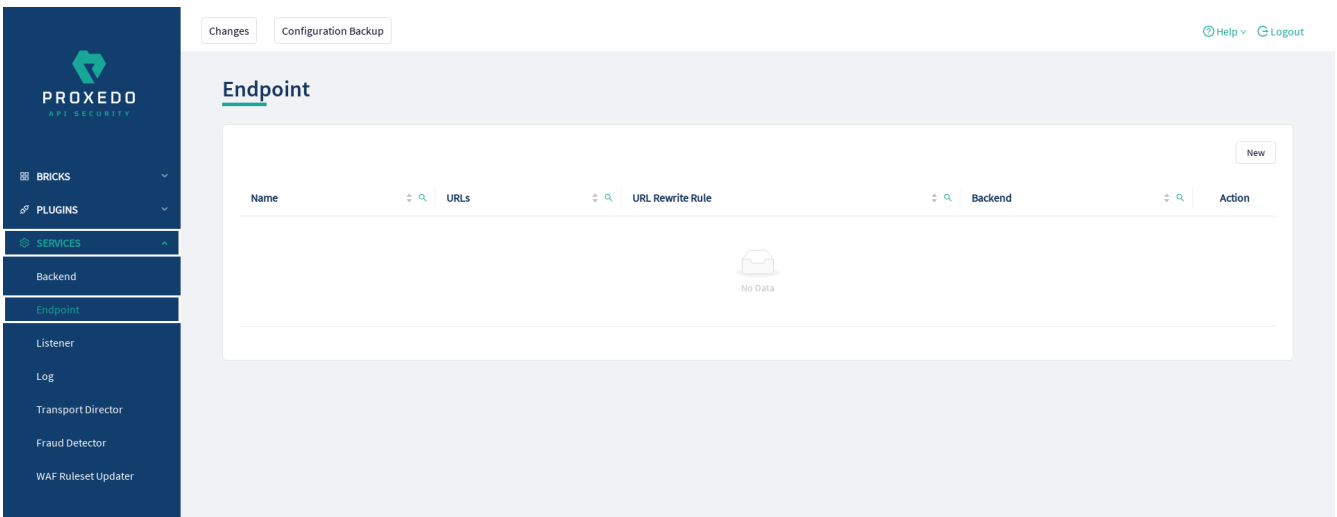 Changes
Configuration Backup
Help
Logout
PROXEDO
API SECURITY
BRICKS
PLUGINS
SERVICES
Backend
Endpoint
Listener
Log
Transport Director
Fraud Detector
WAF Ruleset Updater
Endpoint
New
Name URLs URL Rewrite Rule Backend Action
No Data